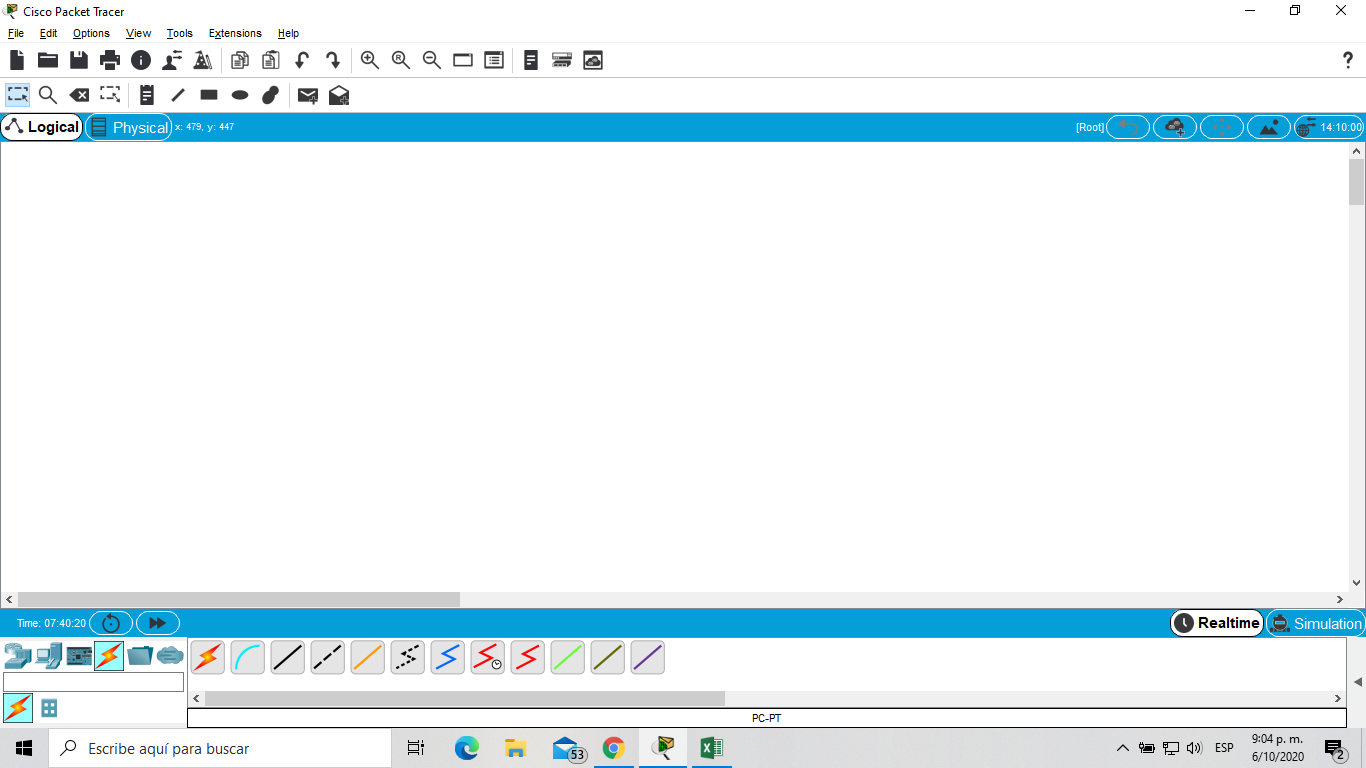 Cisco Packet Tracer
File Edit Options View Tools Extensions Help
R ?
Logical Physical x: 479, y: 447 [Root] 14:10:00
Time: 07:40:20 Realtime Simulation
PC-PT
Escribe aquí para buscar 53 ESP 9:04 p. m.
6/10/2020 2